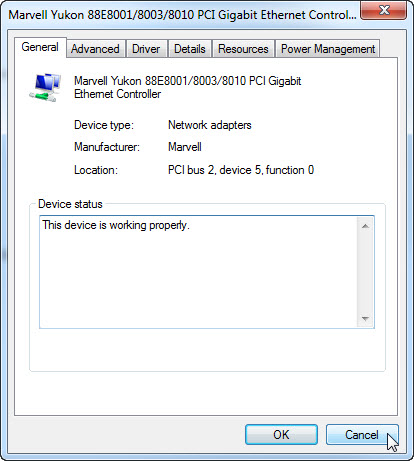 Marvell Yukon 88E8001/8003/8010 PCI Gigabit Ethernet Control...
General Advanced Driver Details Resources Power Management
Marvell Yukon 88E8001/8003/8010 PCI Gigabit
Ethernet Controller
Device type: Network adapters
Manufacturer: Marvell
Location: PCI bus 2, device 5, function 0
Device status
This device is working properly.
OK Cancel